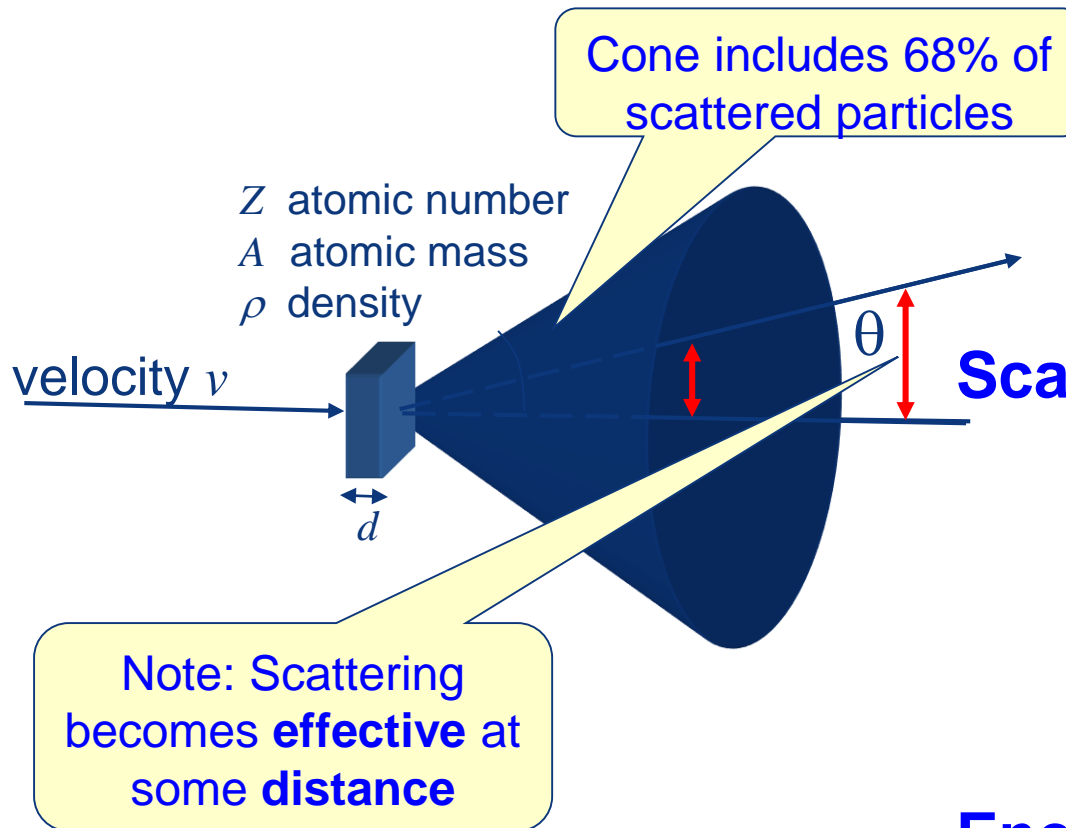 Cone includes 68% of
scattered particles
Z atomic number
A atomic mass
ρ density
θ
velocity v
Sca
d
Note: Scattering
becomes effective at
some distance